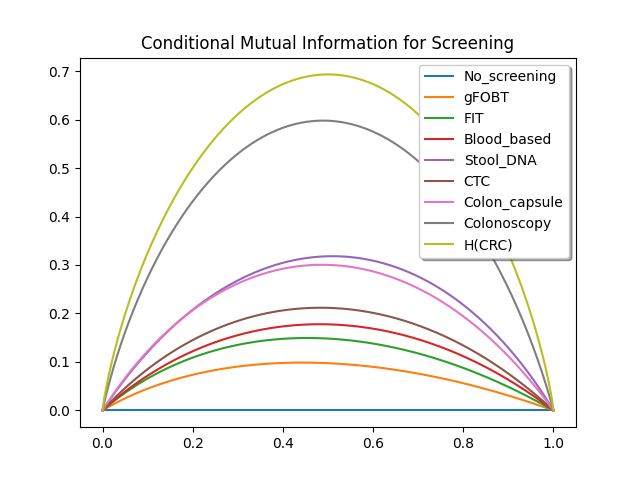 Conditional Mutual Information for Screening
0.7
0.6
0.5
0.4
0.3
0.2
0.1
0.0
No_screening
gFOBT
FIT
Blood_based
Stool_DNA
CTC
Colon_capsule
Colonoscopy
H(CRC)
0.0 0.2 0.4 0.6 0.8 1.0